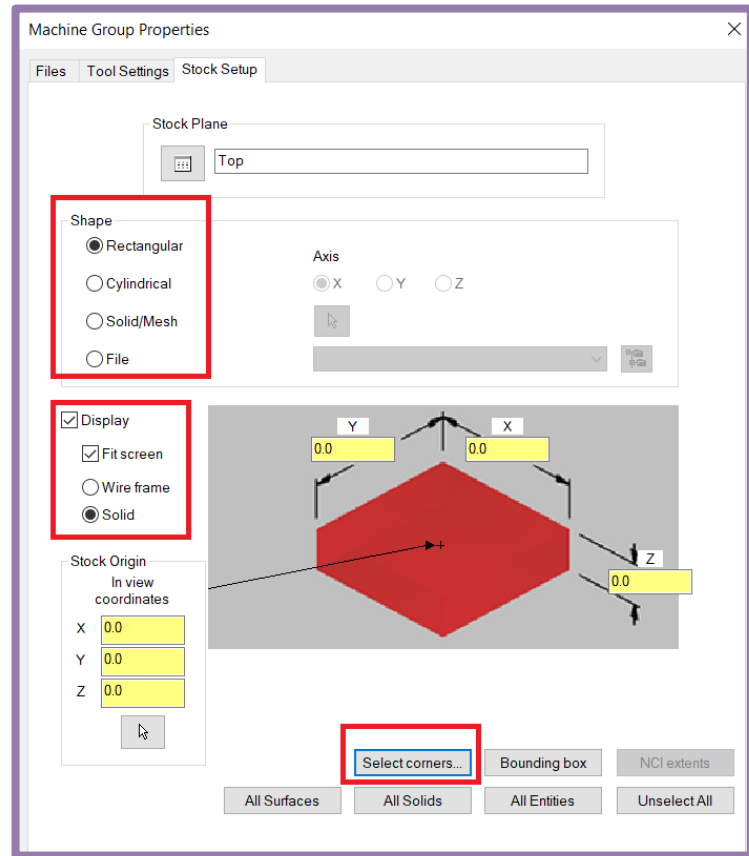 Machine Group Properties
Files Tool Settings Stock Setup
Stock Plane
Top
Shape
Rectangular
Cylindrical
Solid/Mesh
File
Axis
X Y Z
Display
Fit screen
Wire frame
Solid
Y
0.0
X
0.0
Z
0.0
Stock Origin
In view
coordinates
X 0.0
Y 0.0
Z 0.0
Select corners... Bounding box NCI extents
All Surfaces All Solids All Entities Unselect All